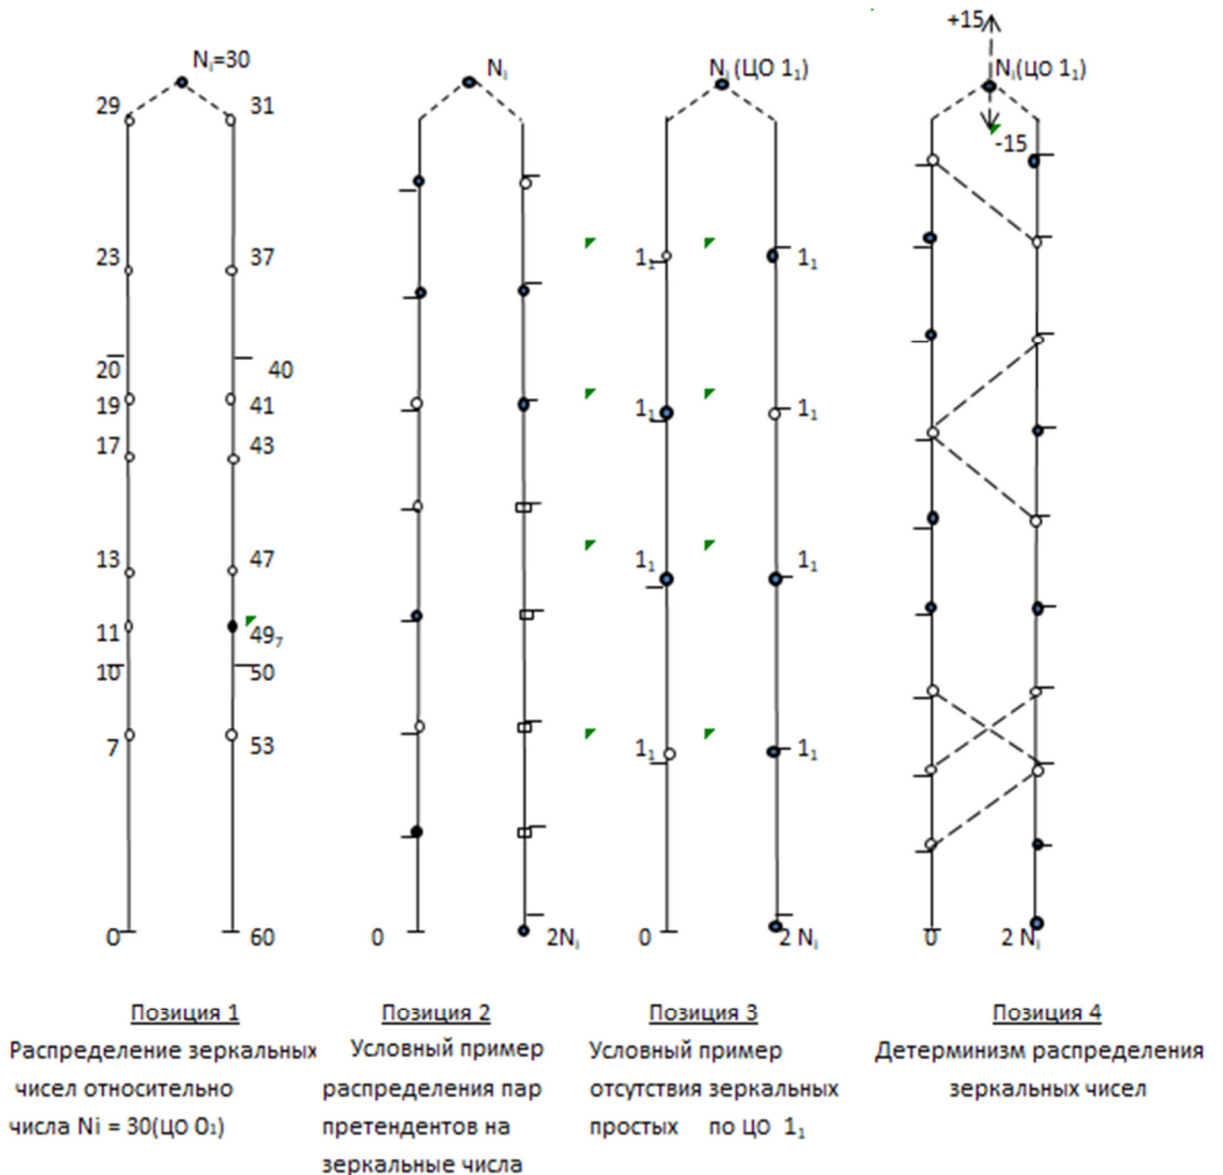 +15
Nᵢ=30
Nᵢ
Nᵢ (ЦО 1₁)
Nᵢ(ЦО 1₁)
29 31
-15
23 37
1₁ 1₁
20 40
19 41
1₁ 1₁
17 43
13 47
1₁ 1₁
11 49₇
10 50
7 53
1₁ 1₁
0 60
0 2Nᵢ
0 2 Nᵢ
0 2 Nᵢ
Позиция 1
Распределение зеркальных
чисел относительно
числа Ni = 30(ЦО О₁)
Позиция 2
Условный пример
распределения пар
претендентов на
зеркальные числа
Позиция 3
Условный пример
отсутствия зеркальных
простых по ЦО 1₁
Позиция 4
Детерминизм распределения
зеркальных чисел